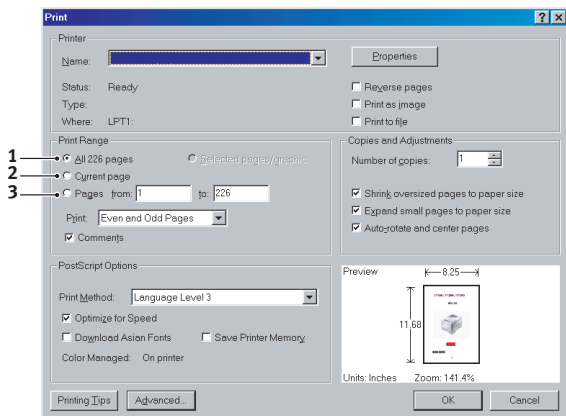 Print
Printer
Name:
Properties
Status: Ready
Reverse pages
Type:
Print as image
Where: LPT1:
Print to file
Print Range
Copies and Adjustments
1
All 226 pages
Selected pages/graphic
Number of copies: 1
2
Current page
3
Pages from: 1 to: 226
Shrink oversized pages to paper size
Print: Even and Odd Pages
Expand small pages to paper size
Comments
Auto-rotate and center pages
PostScript Options
Preview
8.25
Print Method: Language Level 3
Optimize for Speed
11.68
Download Asian Fonts
Save Printer Memory
Color Managed: On printer
Units: Inches Zoom: 141.4%
Printing Tips
Advanced...
OK
Cancel